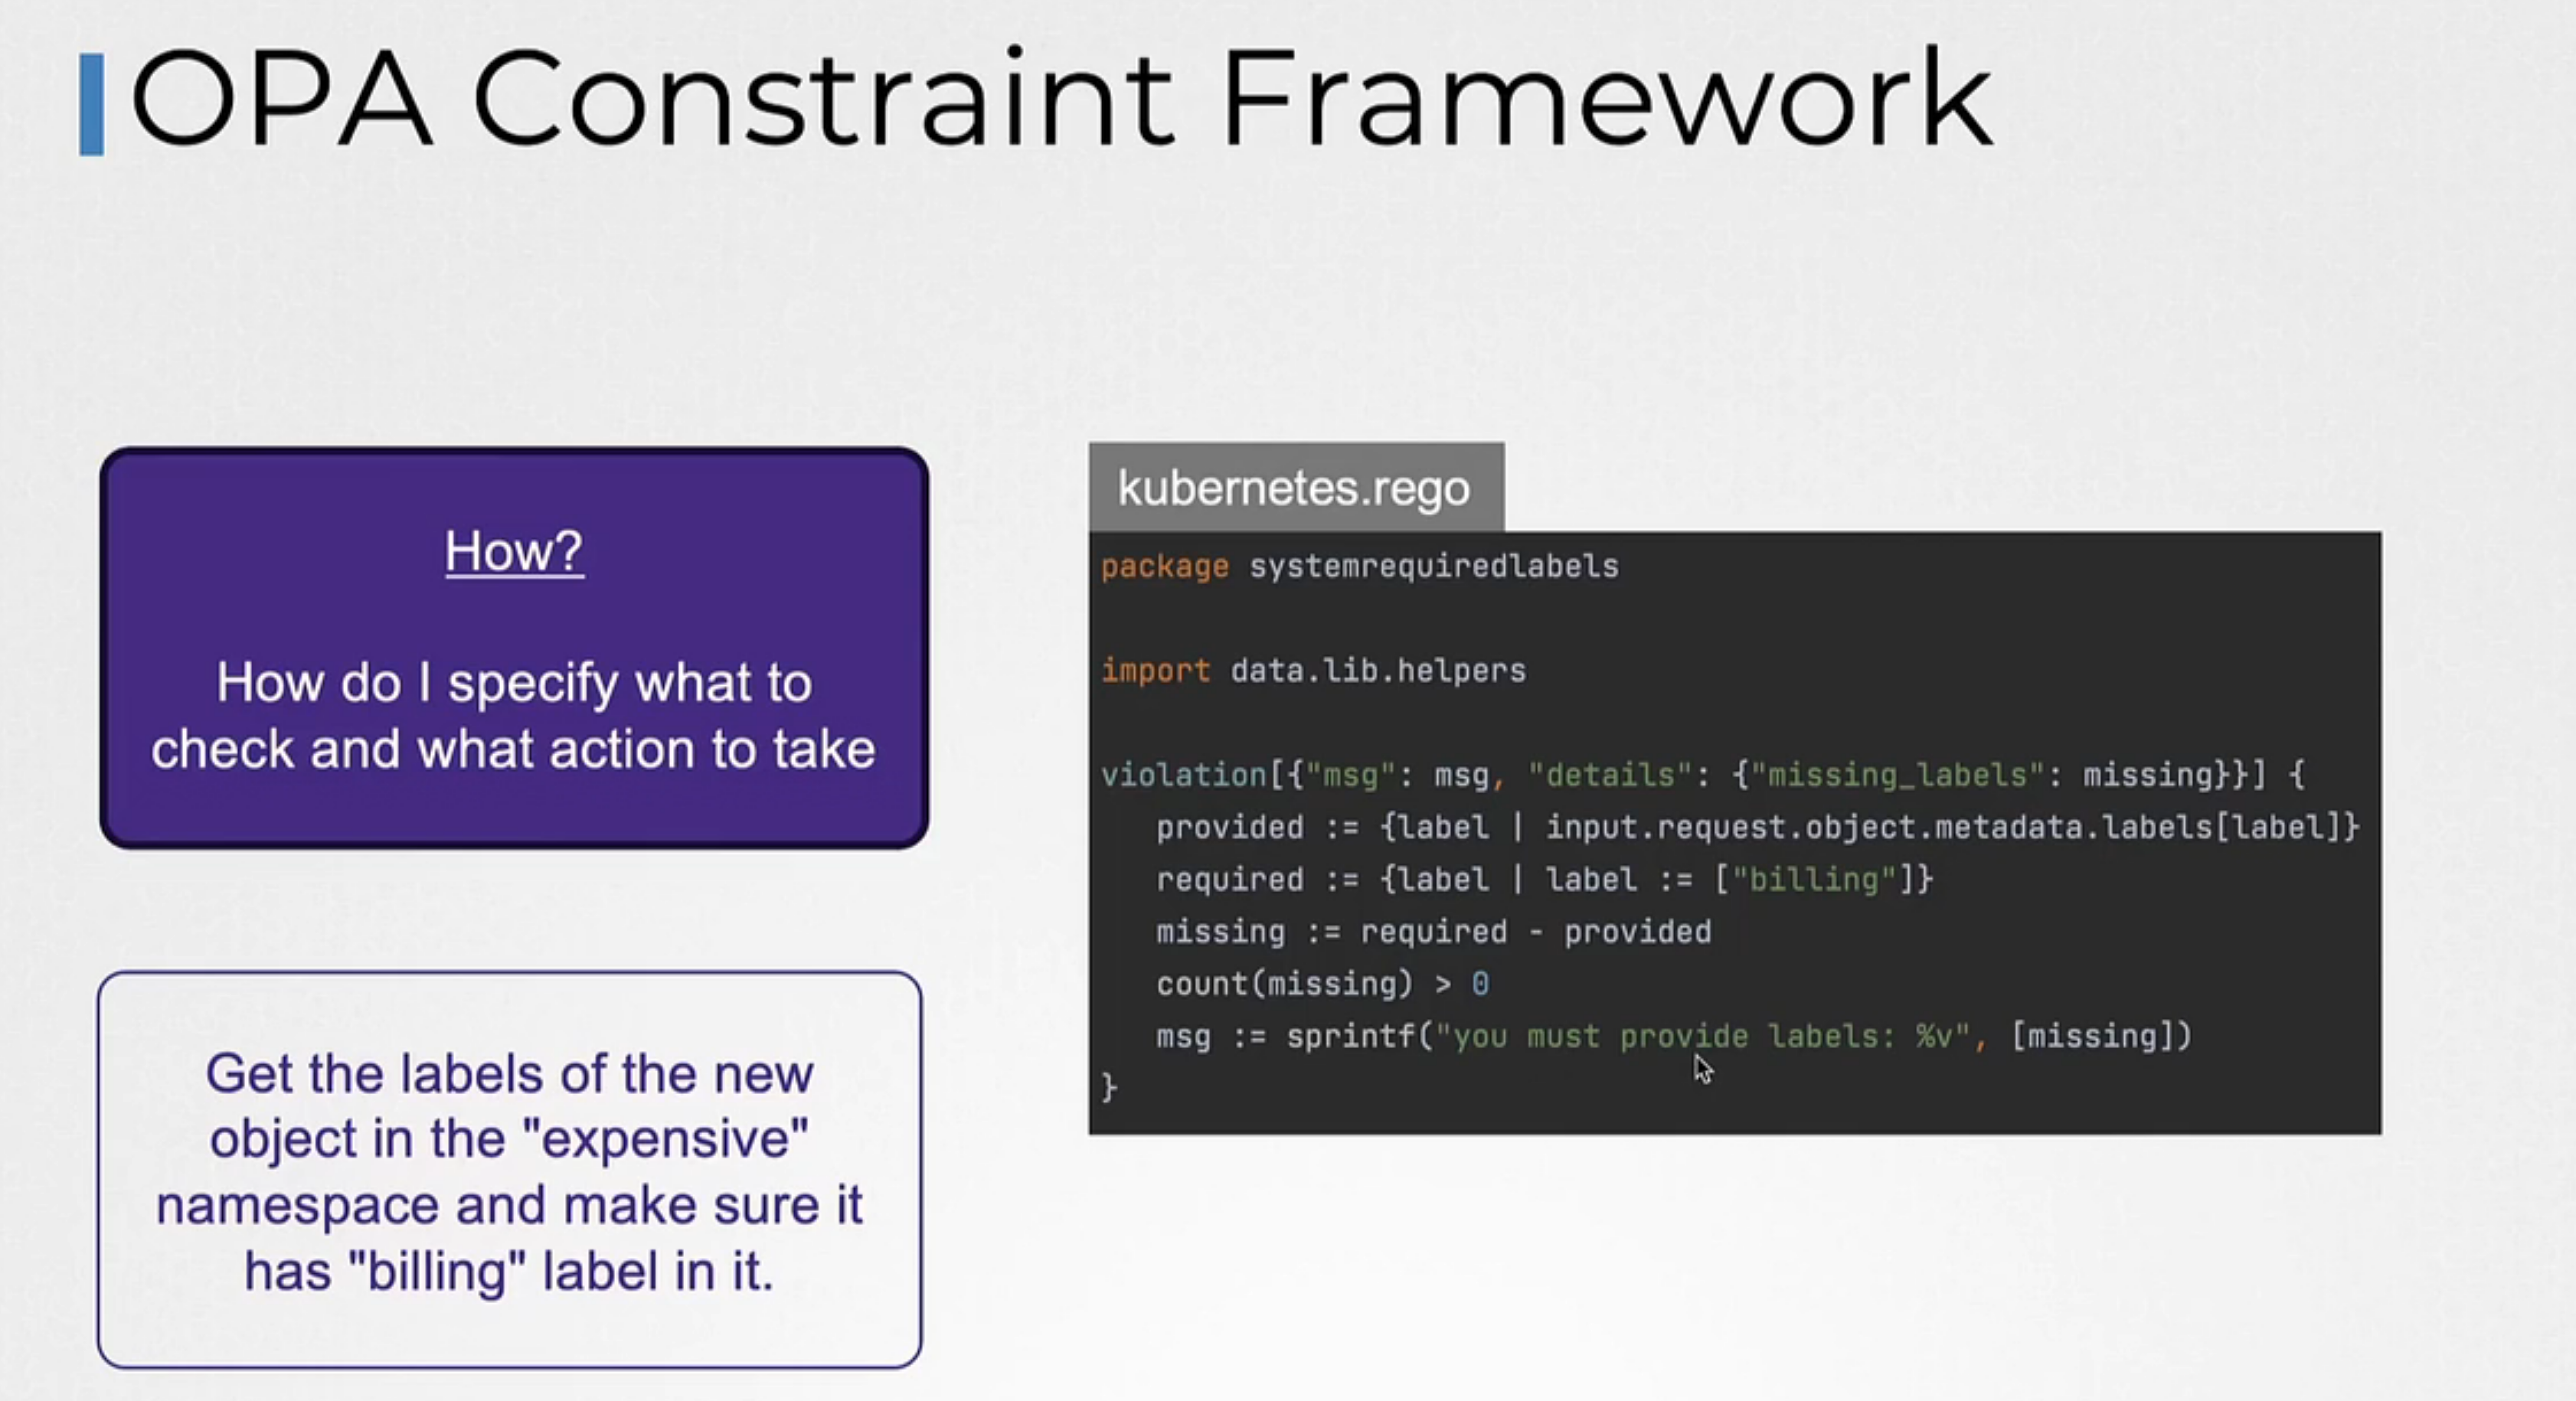 OPA Constraint Framework
How?
How do I specify what to
check and what action to take
Get the labels of the new
object in the "expensive"
namespace and make sure it
has "billing" label in it.
kubernetes.rego
package systemrequiredlabels
import data.lib.helpers
violation[{"msg": msg, "details": {"missing_labels": missing}}] {
   provided := {label | input.request.object.metadata.labels[label]}
   required := {label | label := ["billing"]}
   missing := required - provided
   count(missing) > 0
   msg := sprintf("you must provide labels: %v", [missing])
}